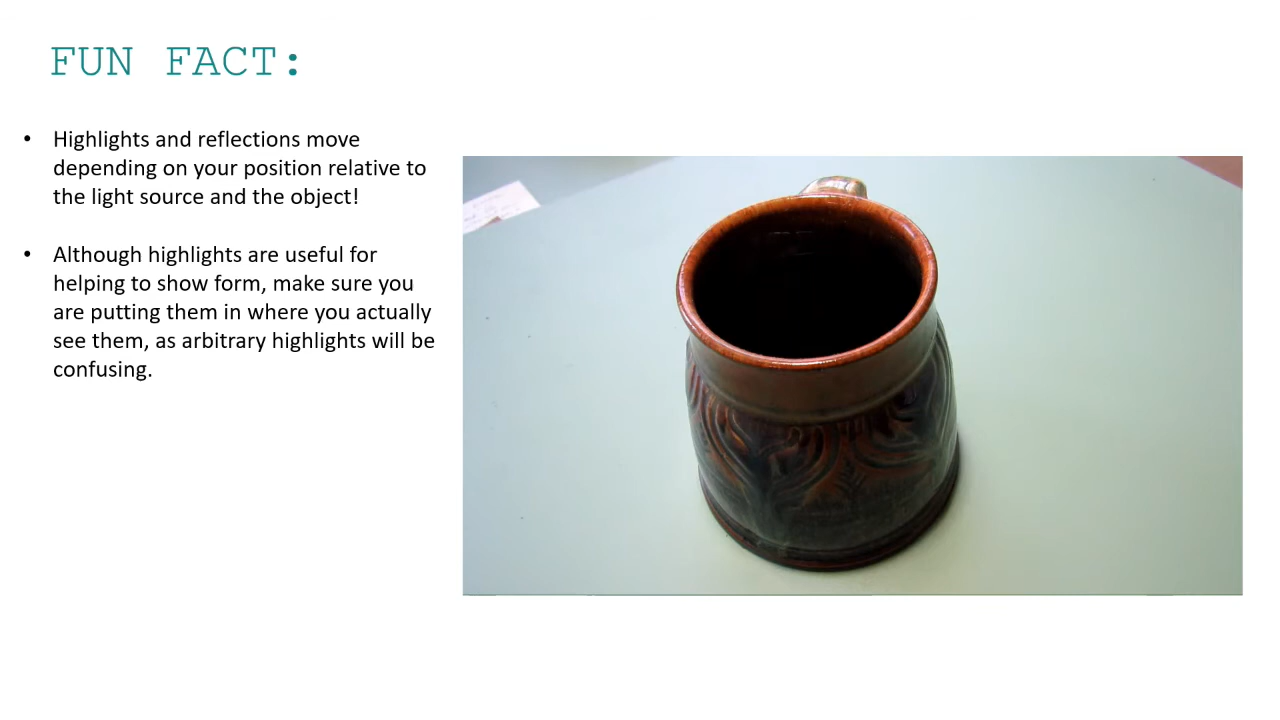 FUN FACT:
• Highlights and reflections move
depending on your position relative to
the light source and the object!
• Although highlights are useful for
helping to show form, make sure you
are putting them in where you actually
see them, as arbitrary highlights will be
confusing.